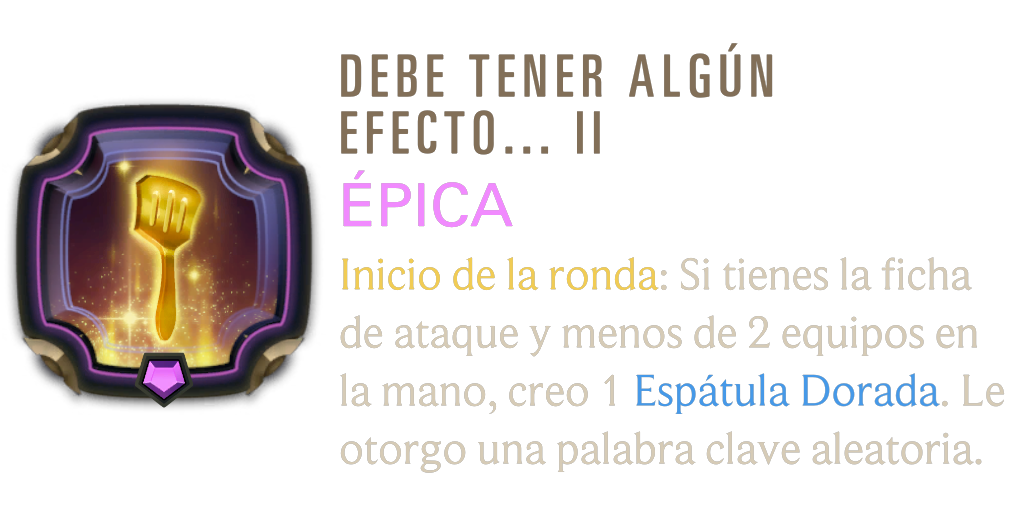 DEBE TENER ALGÚN
EFECTO... II
ÉPICA
Inicio de la ronda: Si tienes la ficha
de ataque y menos de 2 equipos en
la mano, creo 1 Espátula Dorada. Le
otorgo una palabra clave aleatoria.